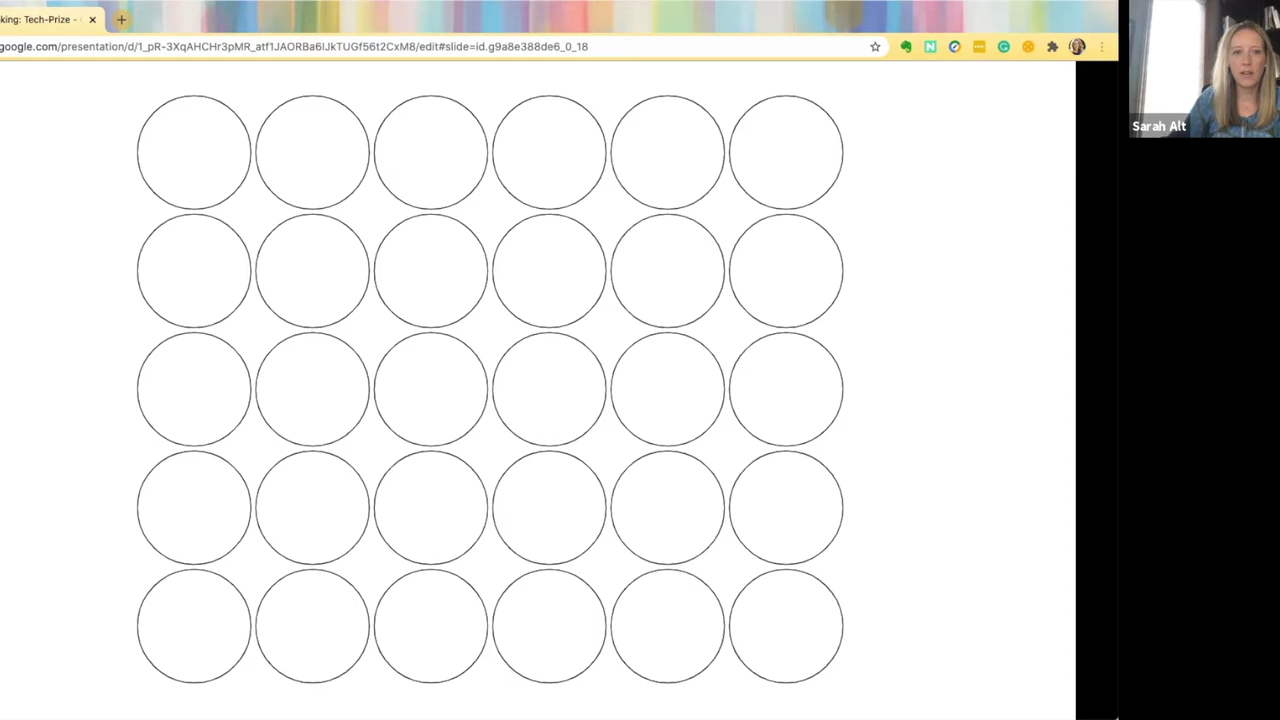 king: Tech-Prize -
google.com/presentation/d/1_pR-3XqAHCHr3pMR_atf1JAORBa6lJkTUGf56t2CxM8/edit#slide=id.g9a8e388de6_0_18
Sarah Alt